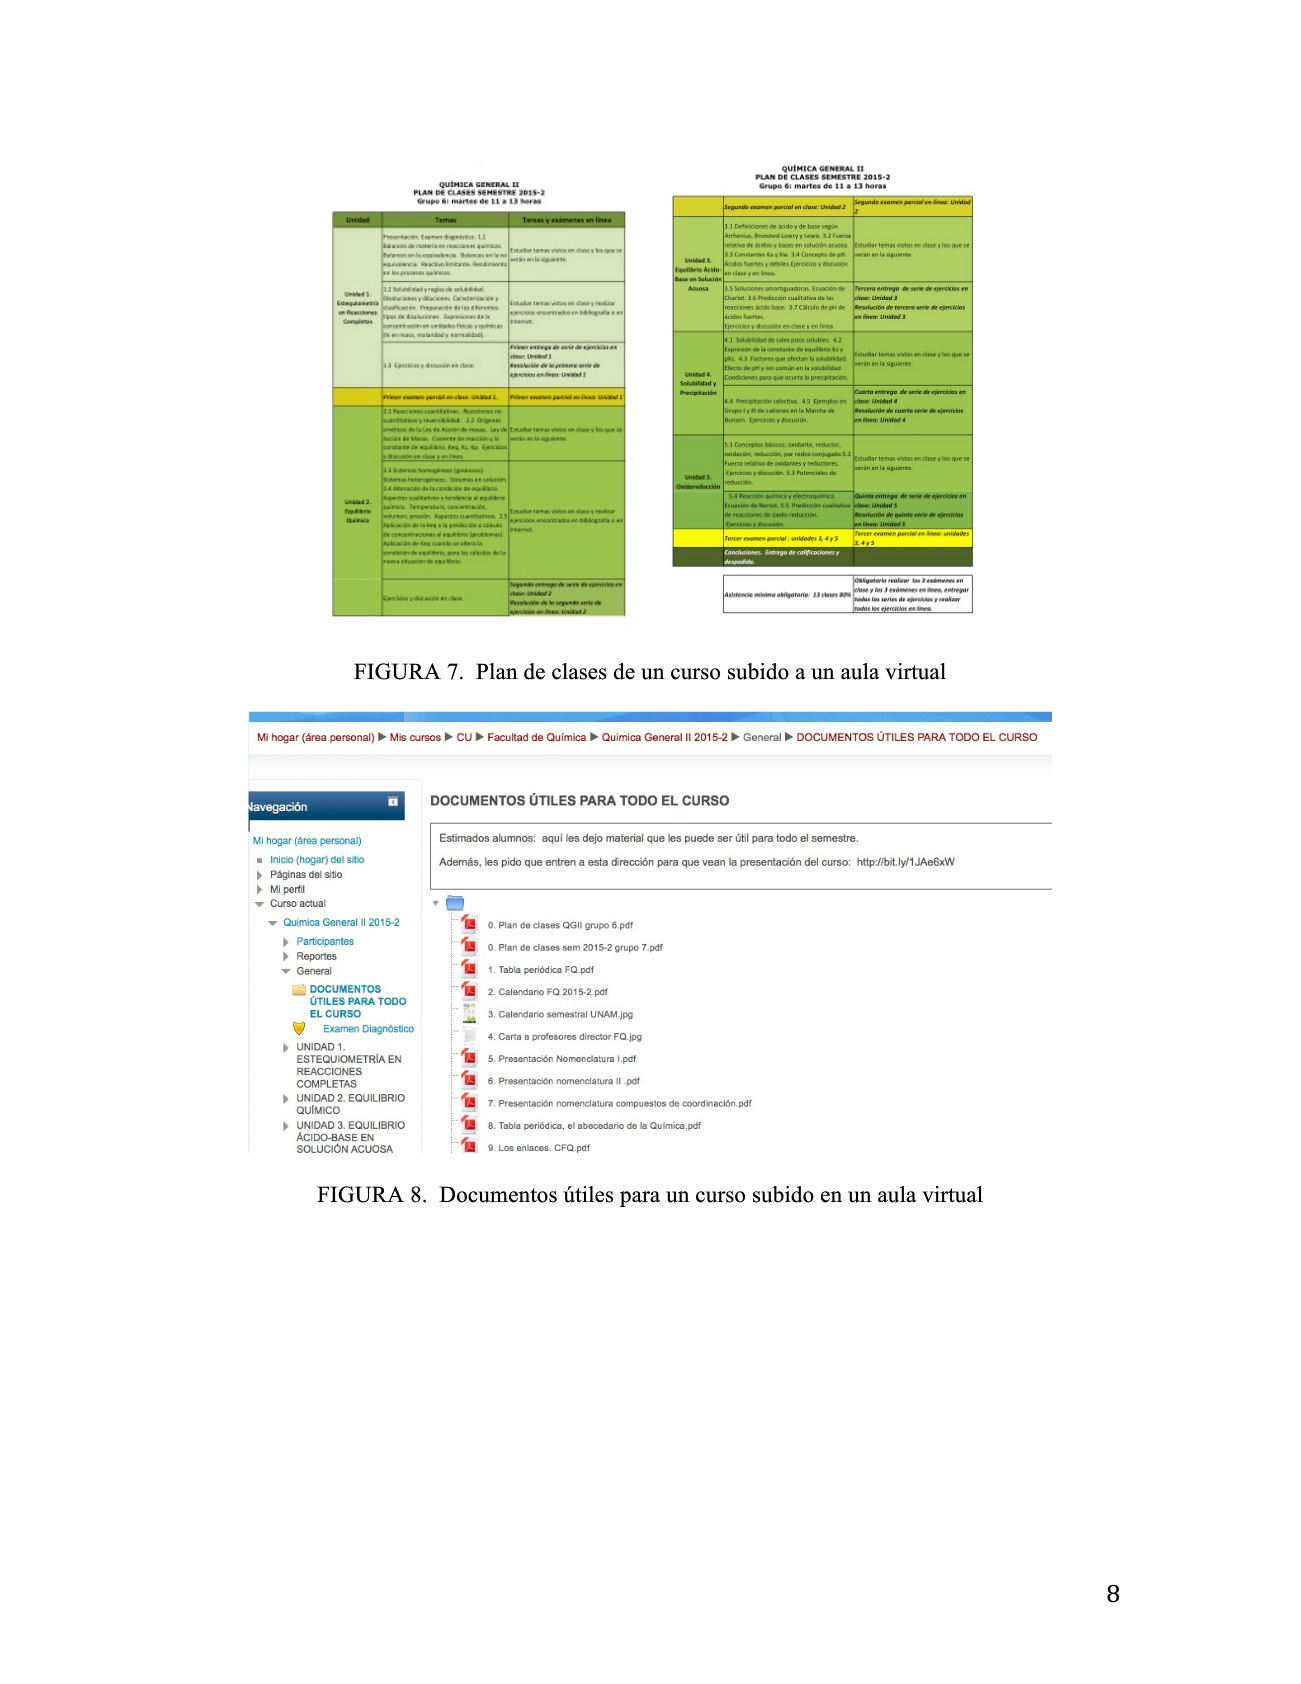 QUÍMICA GENERAL II
PLAN DE CLASES SEMESTRE 2015-2
Grupo 6: martes de 11 a 13 horas
Unidad Temas Tareas y exámenes en línea
Unidad 1.
Estequiometría
en Reacciones
Completas
Presentación. Examen diagnóstico. 1.1
Balances de materia en reacciones químicas.
Balances en la equivalencia. Balances en la no
equivalencia. Reactivo limitante. Rendimiento
en los procesos químicos.
Estudiar temas vistos en clase y los que se
verán en la siguiente.
1.2 Solubilidad y reglas de solubilidad.
Disoluciones y diluciones. Caracterización y
clasificación. Preparación de los diferentes
tipos de disoluciones. Expresiones de la
concentración en unidades físicas y químicas
(% en masa, molaridad y normalidad).
Estudiar temas vistos en clase y realizar
ejercicios encontrados en bibliografía o en
Internet.
1.3 Ejercicios y discusión en clase.
Primer entrega de serie de ejercicios en
clase: Unidad 1
Resolución de la primera serie de
ejercicios en línea: Unidad 1
Primer examen parcial en clase: Unidad 1. Primer examen parcial en línea: Unidad 1
Unidad 2.
Equilibrio
Químico
2.1 Reacciones cuantitativas. Reacciones no
cuantitativas y reversibilidad. 2.2 Orígenes
cinéticos de la Ley de Acción de masas. Ley de
Acción de Masas. Cociente de reacción y la
constante de equilibrio, Keq, Kc, Kp. Ejercicios
y discusión en clase y en línea.
Estudiar temas vistos en clase y los que se
verán en la siguiente.
2.3 Sistemas homogéneos (gaseosos).
Sistemas heterogéneos. Sistemas en solución.
2.4 Alteración de la condición de equilibrio.
Aspectos cualitativos y tendencia al equilibrio
químico. Temperatura, concentración,
volumen, presión. Aspectos cuantitativos. 2.5
Aplicación de la Keq a la predicción o cálculo
de concentraciones al equilibrio (problemas).
Aplicación de Keq cuando se altera la
condición de equilibrio, para los cálculos de la
nueva situación de equilibrio.
Estudiar temas vistos en clase y realizar
ejercicios encontrados en bibliografía o en
Internet.
Ejercicios y discusión en clase.
Segunda entrega de serie de ejercicios en
clase: Unidad 2
Resolución de la segunda serie de
ejercicios en línea: Unidad 2
QUÍMICA GENERAL II
PLAN DE CLASES SEMESTRE 2015-2
Grupo 6: martes de 11 a 13 horas
Segundo examen parcial en clase: Unidad 2
Segundo examen parcial en línea: Unidad
2
Unidad 3.
Equilibrio Ácido-
Base en Solución
Acuosa
3.1 Definiciones de ácido y de base según
Arrhenius, Bronsted-Lowry y Lewis. 3.2 Fuerza
relativa de ácidos y bases en solución acuosa.
3.3 Constantes Ka y Kw. 3.4 Concepto de pH.
Ácidos fuertes y débiles Ejercicios y discusión
en clase y en línea.
Estudiar temas vistos en clase y los que se
verán en la siguiente.
3.5 Soluciones amortiguadoras. Ecuación de
Charlot. 3.6 Predicción cualitativa de las
reacciones ácido base. 3.7 Cálculo de pH de
ácidos fuertes.
Ejercicios y discusión en clase y en línea.
Tercera entrega de serie de ejercicios en
clase: Unidad 3
Resolución de tercera serie de ejercicios
en línea: Unidad 3
Unidad 4.
Solubilidad y
Precipitación
4.1 Solubilidad de sales poco solubles. 4.2
Expresión de la constante de equilibrio Ks y
pKs. 4.3 Factores que afectan la solubilidad.
Efecto de pH y ion común en la solubilidad.
Condiciones para que ocurra la precipitación.
Estudiar temas vistos en clase y los que se
verán en la siguiente.
4.4 Precipitación selectiva. 4.5 Ejemplos en
Grupo I y III de cationes en la Marcha de
Bunsen. Ejercicios y discusión.
Cuarta entrega de serie de ejercicios en
clase: Unidad 4
Resolución de cuarta serie de ejercicios
en línea: Unidad 4
Unidad 5.
Oxidoreducción
5.1 Conceptos básicos: oxidante, reductor,
oxidación, reducción, par redox conjugado.5.2
Fuerza relativa de oxidantes y reductores.
Ejercicios y discusión. 5.3 Potenciales de
reducción.
Estudiar temas vistos en clase y los que se
verán en la siguiente.
5.4 Reacción química y electroquímica.
Ecuación de Nernst. 5.5 Predicción cualitativa
de reacciones de óxido-reducción.
Ejercicios y discusión.
Quinta entrega de serie de ejercicios en
clase: Unidad 5
Resolución de quinta serie de ejercicios
en línea: Unidad 5
Tercer examen parcial : unidades 3, 4 y 5
Tercer examen parcial en línea: unidades
3, 4 y 5
Conclusiones. Entrega de calificaciones y
despedida.
Asistencia mínima obligatoria: 13 clases 80%
Obligatorio realizar los 3 exámenes en
clase y los 3 exámenes en línea, entregar
todas las series de ejercicios y realizar
todos los ejercicios en línea.
FIGURA 7. Plan de clases de un curso subido a un aula virtual
Mi hogar (área personal) ▶ Mis cursos ▶ CU ▶ Facultad de Química ▶ Quimica General II 2015-2 ▶ General ▶ DOCUMENTOS ÚTILES PARA TODO EL CURSO
Navegación
Mi hogar (área personal)
Inicio (hogar) del sitio
Páginas del sitio
Mi perfil
Curso actual
Quimica General II 2015-2
Participantes
Reportes
General
DOCUMENTOS
ÚTILES PARA TODO
EL CURSO
Examen Diagnóstico
UNIDAD 1.
ESTEQUIOMETRÍA EN
REACCIONES
COMPLETAS
UNIDAD 2. EQUILIBRIO
QUÍMICO
UNIDAD 3. EQUILIBRIO
ÁCIDO-BASE EN
SOLUCIÓN ACUOSA
DOCUMENTOS ÚTILES PARA TODO EL CURSO
Estimados alumnos: aquí les dejo material que les puede ser útil para todo el semestre.
Además, les pido que entren a esta dirección para que vean la presentación del curso: http://bit.ly/1JAe6xW
0. Plan de clases QGII grupo 6.pdf
0. Plan de clases sem 2015-2 grupo 7.pdf
1. Tabla periódica FQ.pdf
2. Calendario FQ 2015-2.pdf
3. Calendario semestral UNAM.jpg
4. Carta a profesores director FQ.jpg
5. Presentación Nomenclatura I.pdf
6. Presentación nomenclatura II .pdf
7. Presentación nomenclatura compuestos de coordinación.pdf
8. Tabla periódica, el abecedario de la Química.pdf
9. Los enlaces. CFQ.pdf
FIGURA 8. Documentos útiles para un curso subido en un aula virtual
8